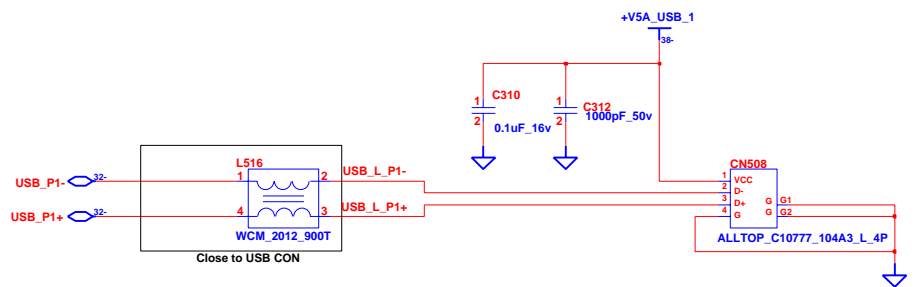 +V5A_USB_1
38-
1
C310
2
0.1uF_16v
1
C312
2
1000pF_50v
L516
USB_P1-
32-
1
2
USB_L_P1-
USB_P1+
32-
4
3
USB_L_P1+
WCM_2012_900T
Close to USB CON
CN508
1
VCC
2
D-
3
D+
G
G1
4
G
G
G2
ALLTOP_C10777_104A3_L_4P